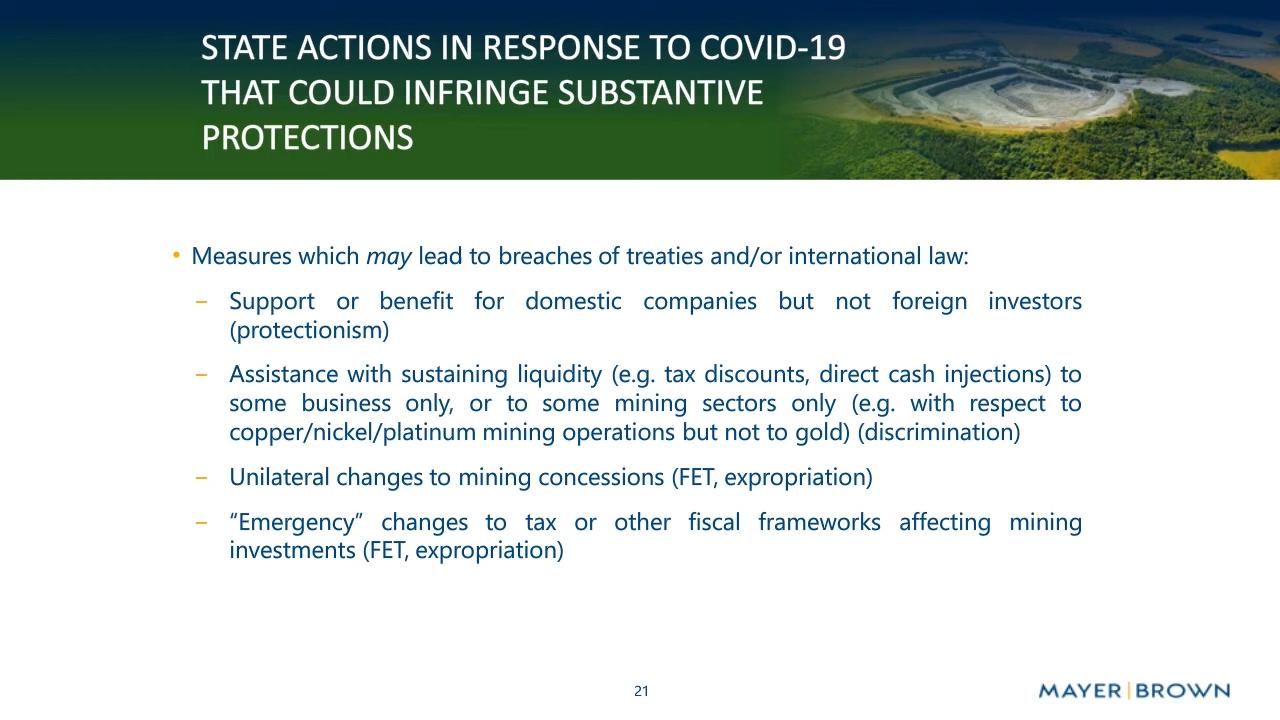 STATE ACTIONS IN RESPONSE TO COVID-19
THAT COULD INFRINGE SUBSTANTIVE
PROTECTIONS
• Measures which may lead to breaches of treaties and/or international law:
– Support or benefit for domestic companies but not foreign investors
(protectionism)
– Assistance with sustaining liquidity (e.g. tax discounts, direct cash injections) to
some business only, or to some mining sectors only (e.g. with respect to
copper/nickel/platinum mining operations but not to gold) (discrimination)
– Unilateral changes to mining concessions (FET, expropriation)
– “Emergency” changes to tax or other fiscal frameworks affecting mining
investments (FET, expropriation)
21
MAYER | BROWN